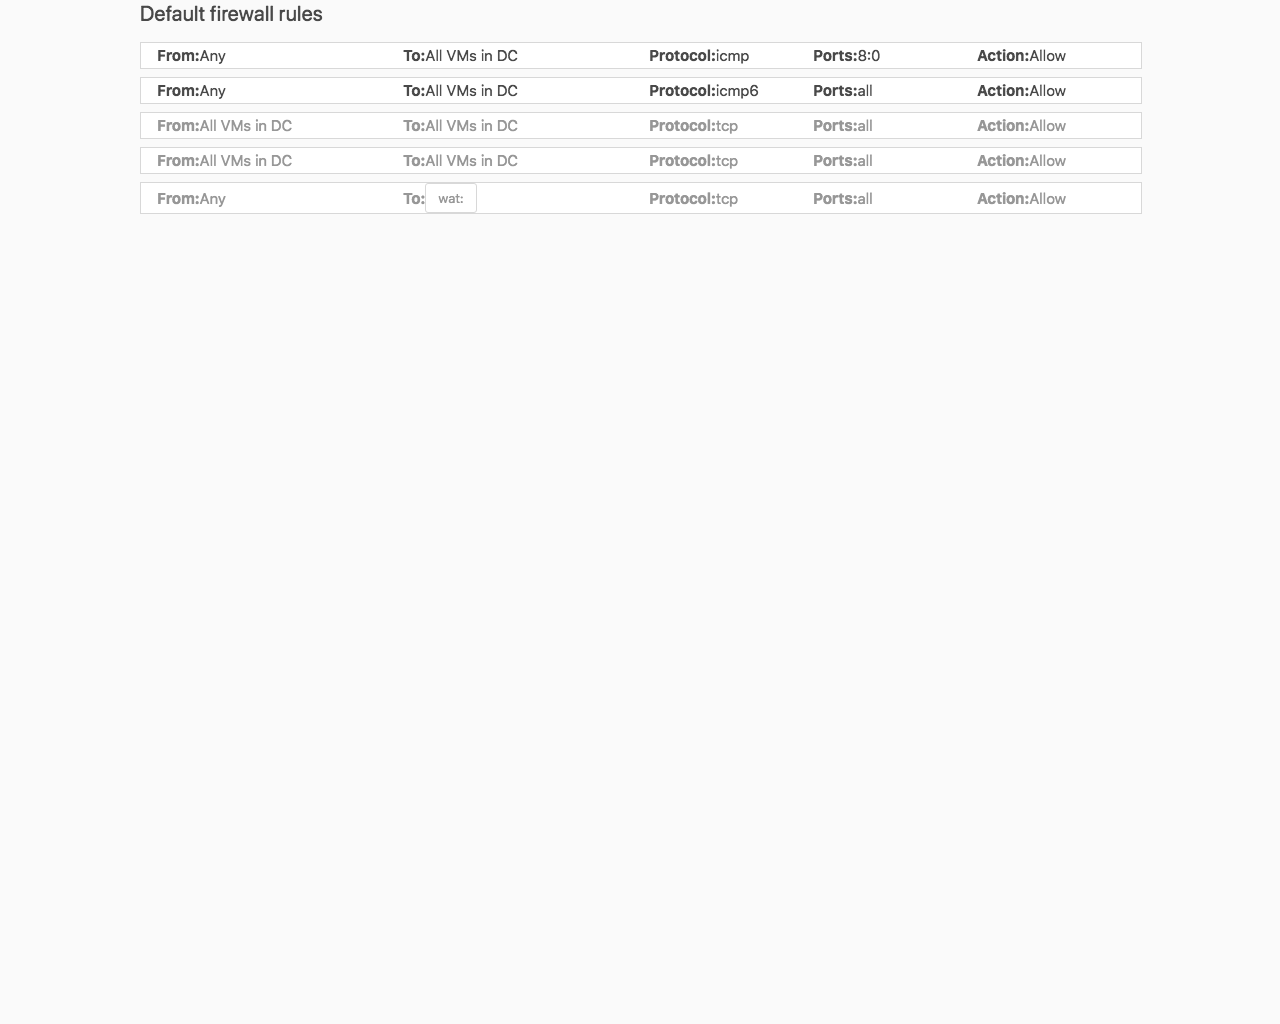 Default firewall rules
From:Any To:All VMs in DC Protocol:icmp Ports:8:0 Action:Allow
From:Any To:All VMs in DC Protocol:icmp6 Ports:all Action:Allow
From:All VMs in DC To:All VMs in DC Protocol:tcp Ports:all Action:Allow
From:All VMs in DC To:All VMs in DC Protocol:tcp Ports:all Action:Allow
From:Any To:wat: Protocol:tcp Ports:all Action:Allow